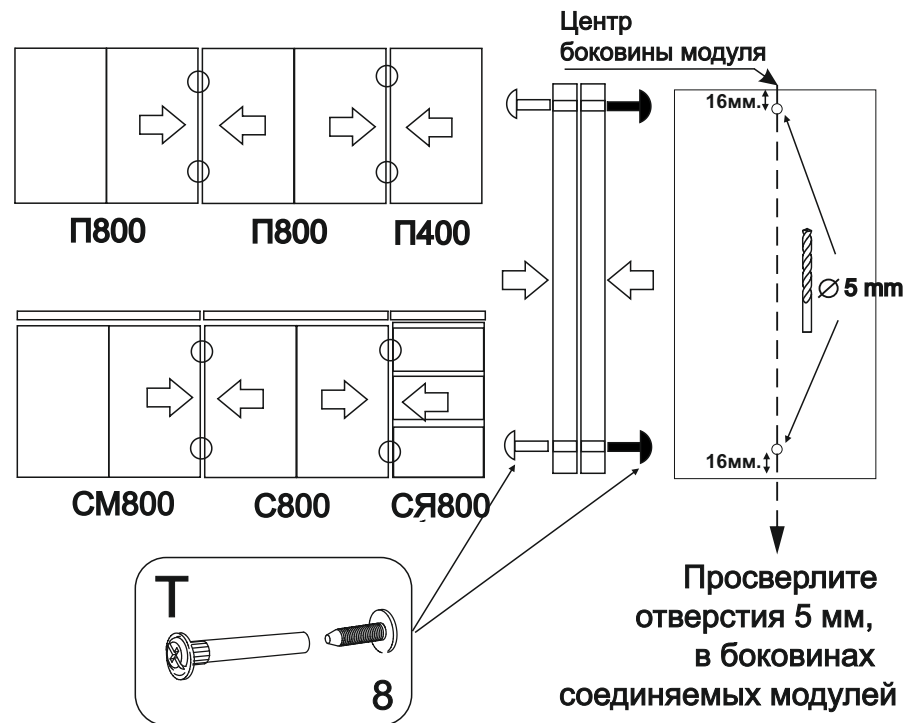 Центр
боковины модуля
16мм.
П800 П800 П400
⌀ 5 mm
16мм.
СМ800 С800 СЯ800
Т
8
Просверлите
отверстия 5 мм,
в боковинах
соединяемых модулей